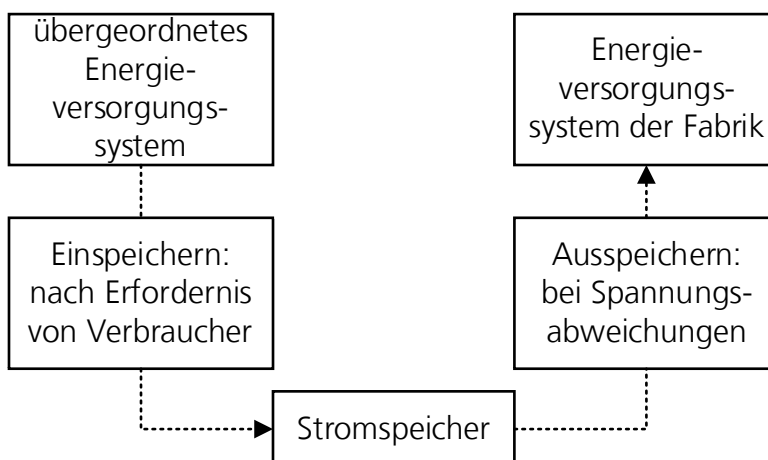 übergeordnetes
Energie-
versorgungs-
system
Energie-
versorgungs-
system der Fabrik
Einspeichern:
nach Erfordernis
von Verbraucher
Ausspeichern:
bei Spannungs-
abweichungen
Stromspeicher